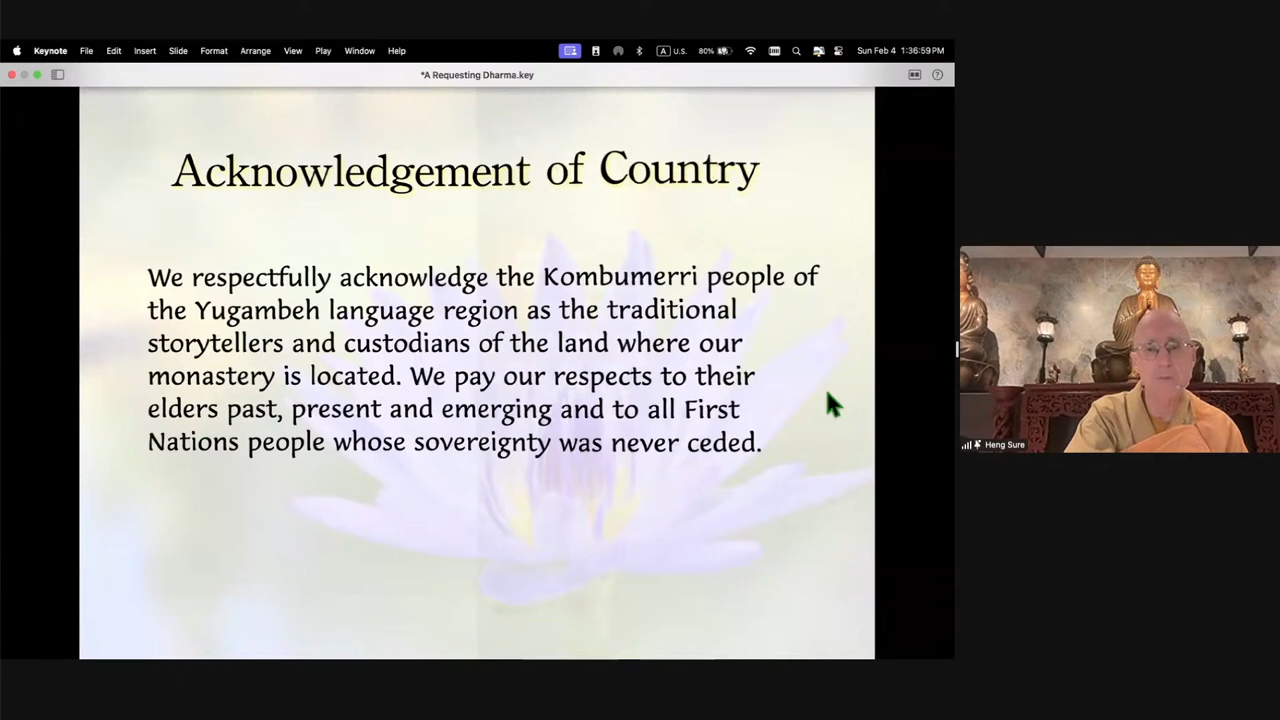 Keynote File Edit Insert Slide Format Arrange View Play Window Help A U.S. 80% Sun Feb 4 1:36:59 PM
*A Requesting Dharma.key
Acknowledgement of Country
We respectfully acknowledge the Kombumerri people of
the Yugambeh language region as the traditional
storytellers and custodians of the land where our
monastery is located. We pay our respects to their
elders past, present and emerging and to all First
Nations people whose sovereignty was never ceded.
Heng Sure